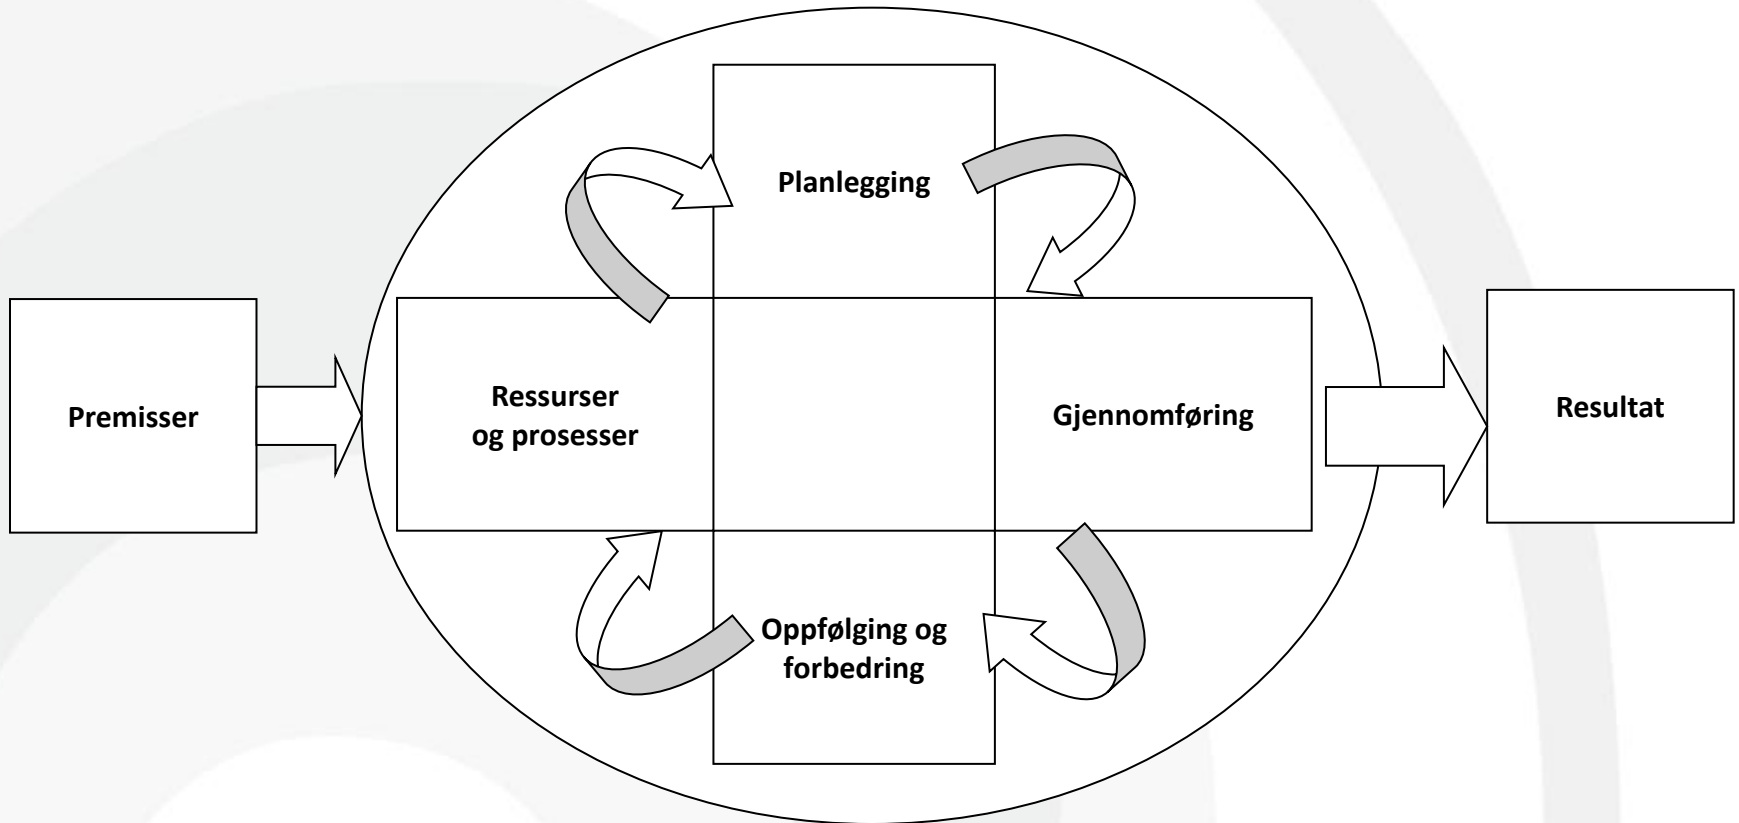 Planlegging
Premisser
Ressurser
og prosesser
Gjennomføring
Resultat
Oppfølging og
forbedring